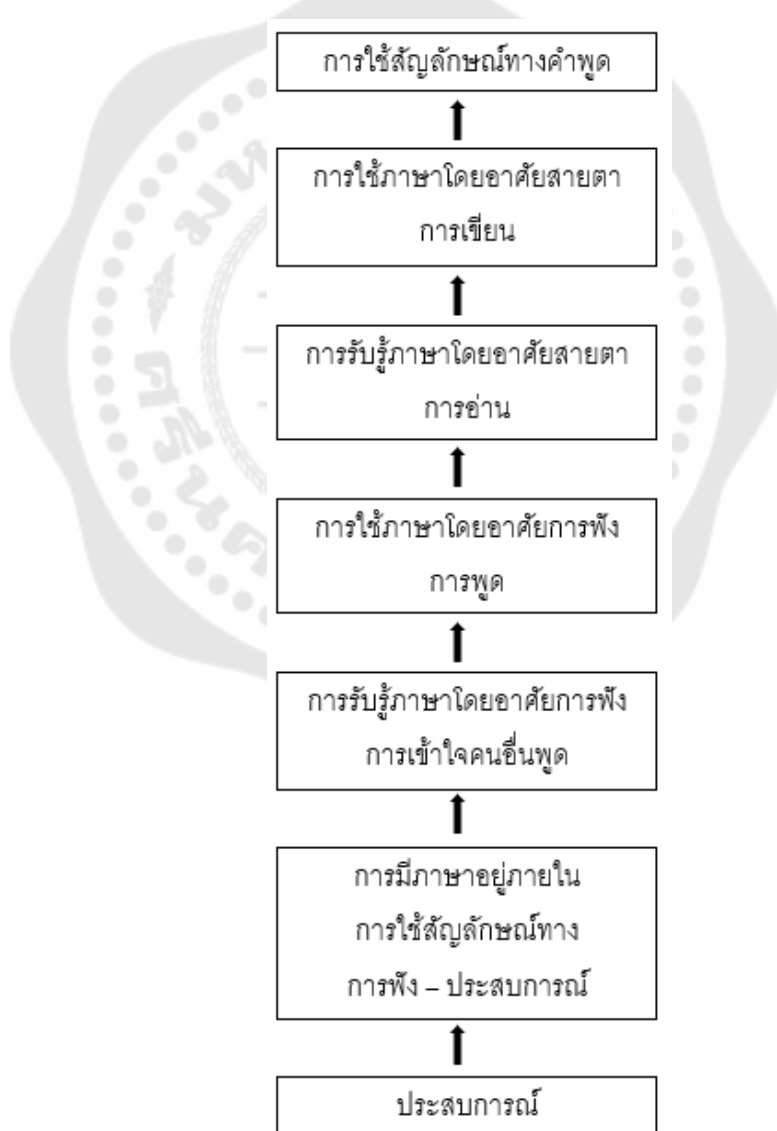 การใช้สัญลักษณ์ทางคำพูด
การใช้ภาษาโดยอาศัยสายตา
การเขียน
การรับรู้ภาษาโดยอาศัยสายตา
การอ่าน
การใช้ภาษาโดยอาศัยการฟัง
การพูด
การรับรู้ภาษาโดยอาศัยการฟัง
การเข้าใจคนอื่นพูด
การมีภาษาอยู่ภายใน
การใช้สัญลักษณ์ทาง
การฟัง – ประสบการณ์
ประสบการณ์